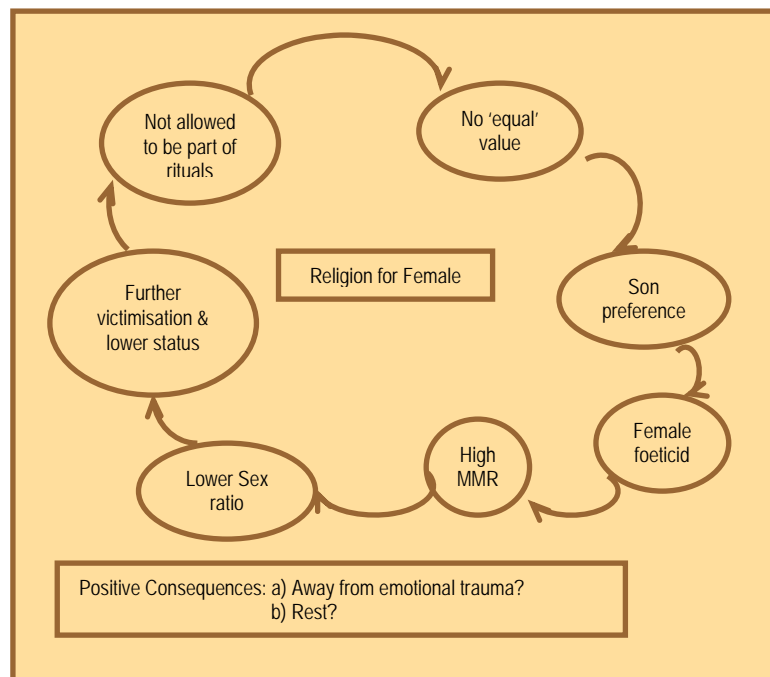 Not allowed
to be part of
rituals
No ‘equal’
value
Religion for Female
Son
preference
Further
victimisation &
lower status
Female
foeticid
High
MMR
Lower Sex
ratio
Positive Consequences: a) Away from emotional trauma?
b) Rest?